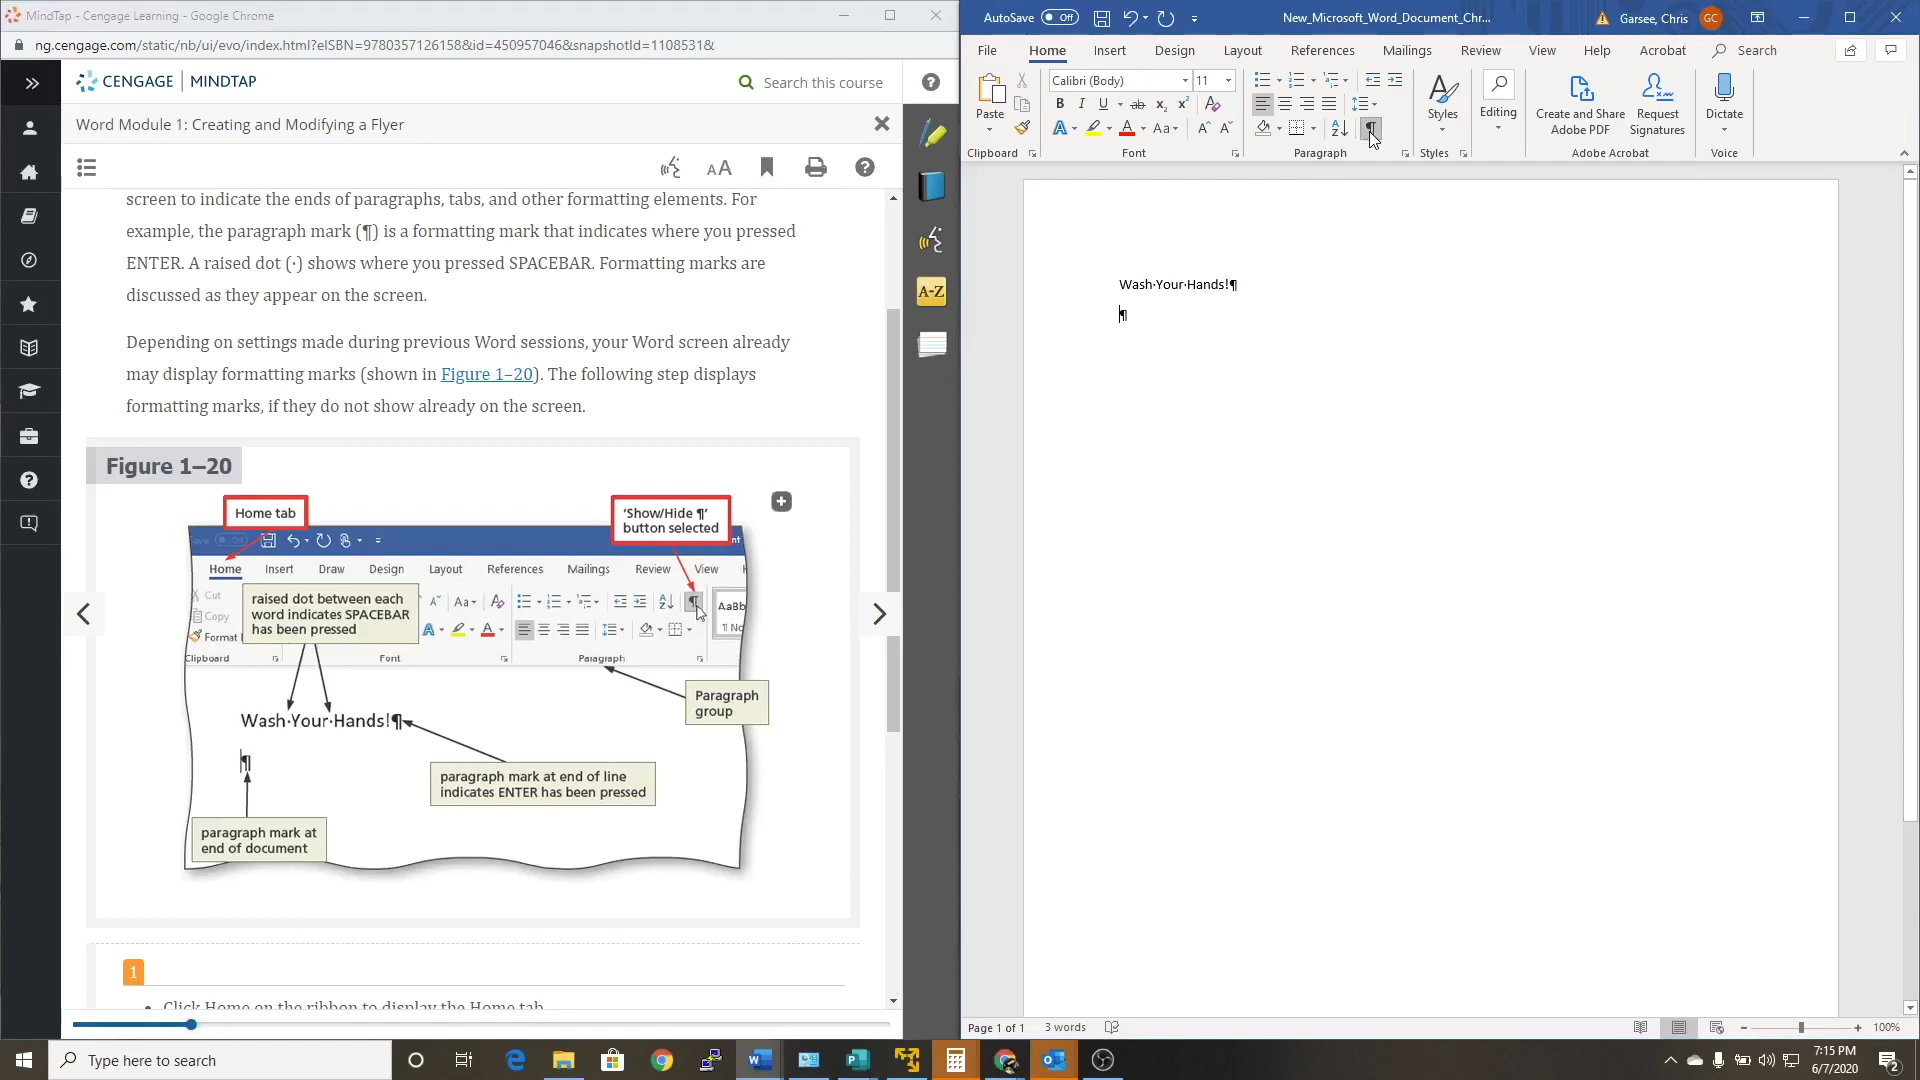 MindTap - Cengage Learning - Google Chrome
ng.cengage.com/static/nb/ui/evo/index.html?eISBN=9780357126158&id=450957046&snapshotId=1108531&
CENGAGE | MINDTAP
Search this course
Word Module 1: Creating and Modifying a Flyer
AA
screen to indicate the ends of paragraphs, tabs, and other formatting elements. For
example, the paragraph mark (¶) is a formatting mark that indicates where you pressed
ENTER. A raised dot (·) shows where you pressed SPACEBAR. Formatting marks are
discussed as they appear on the screen.
Depending on settings made during previous Word sessions, your Word screen already
may display formatting marks (shown in Figure 1–20). The following step displays
formatting marks, if they do not show already on the screen.
Figure 1–20
Home tab
'Show/Hide ¶'
button selected
Home Insert Draw Design Layout References Mailings Review View
Cut
Copy
Format
raised dot between each
word indicates SPACEBAR
has been pressed
Aa
AaBb
¶ No
Clipboard Font Paragraph
Paragraph
group
Wash·Your·Hands!¶
¶
paragraph mark at end of line
indicates ENTER has been pressed
paragraph mark at
end of document
1
• Click Home on the ribbon to display the Home tab.
A-Z
AutoSave Off
New_Microsoft_Word_Document_Chr...
Garsee, Chris GC
File Home Insert Design Layout References Mailings Review View Help Acrobat Search
Paste
Calibri (Body) 11
B I U ab x₂ x²
A A Aa A A
Styles
Editing
Create and Share
Adobe PDF
Request
Signatures
Dictate
Clipboard Font Paragraph Styles Adobe Acrobat Voice
Wash·Your·Hands!¶
¶
Page 1 of 1 3 words
100%
Type here to search
7:15 PM
6/7/2020
2